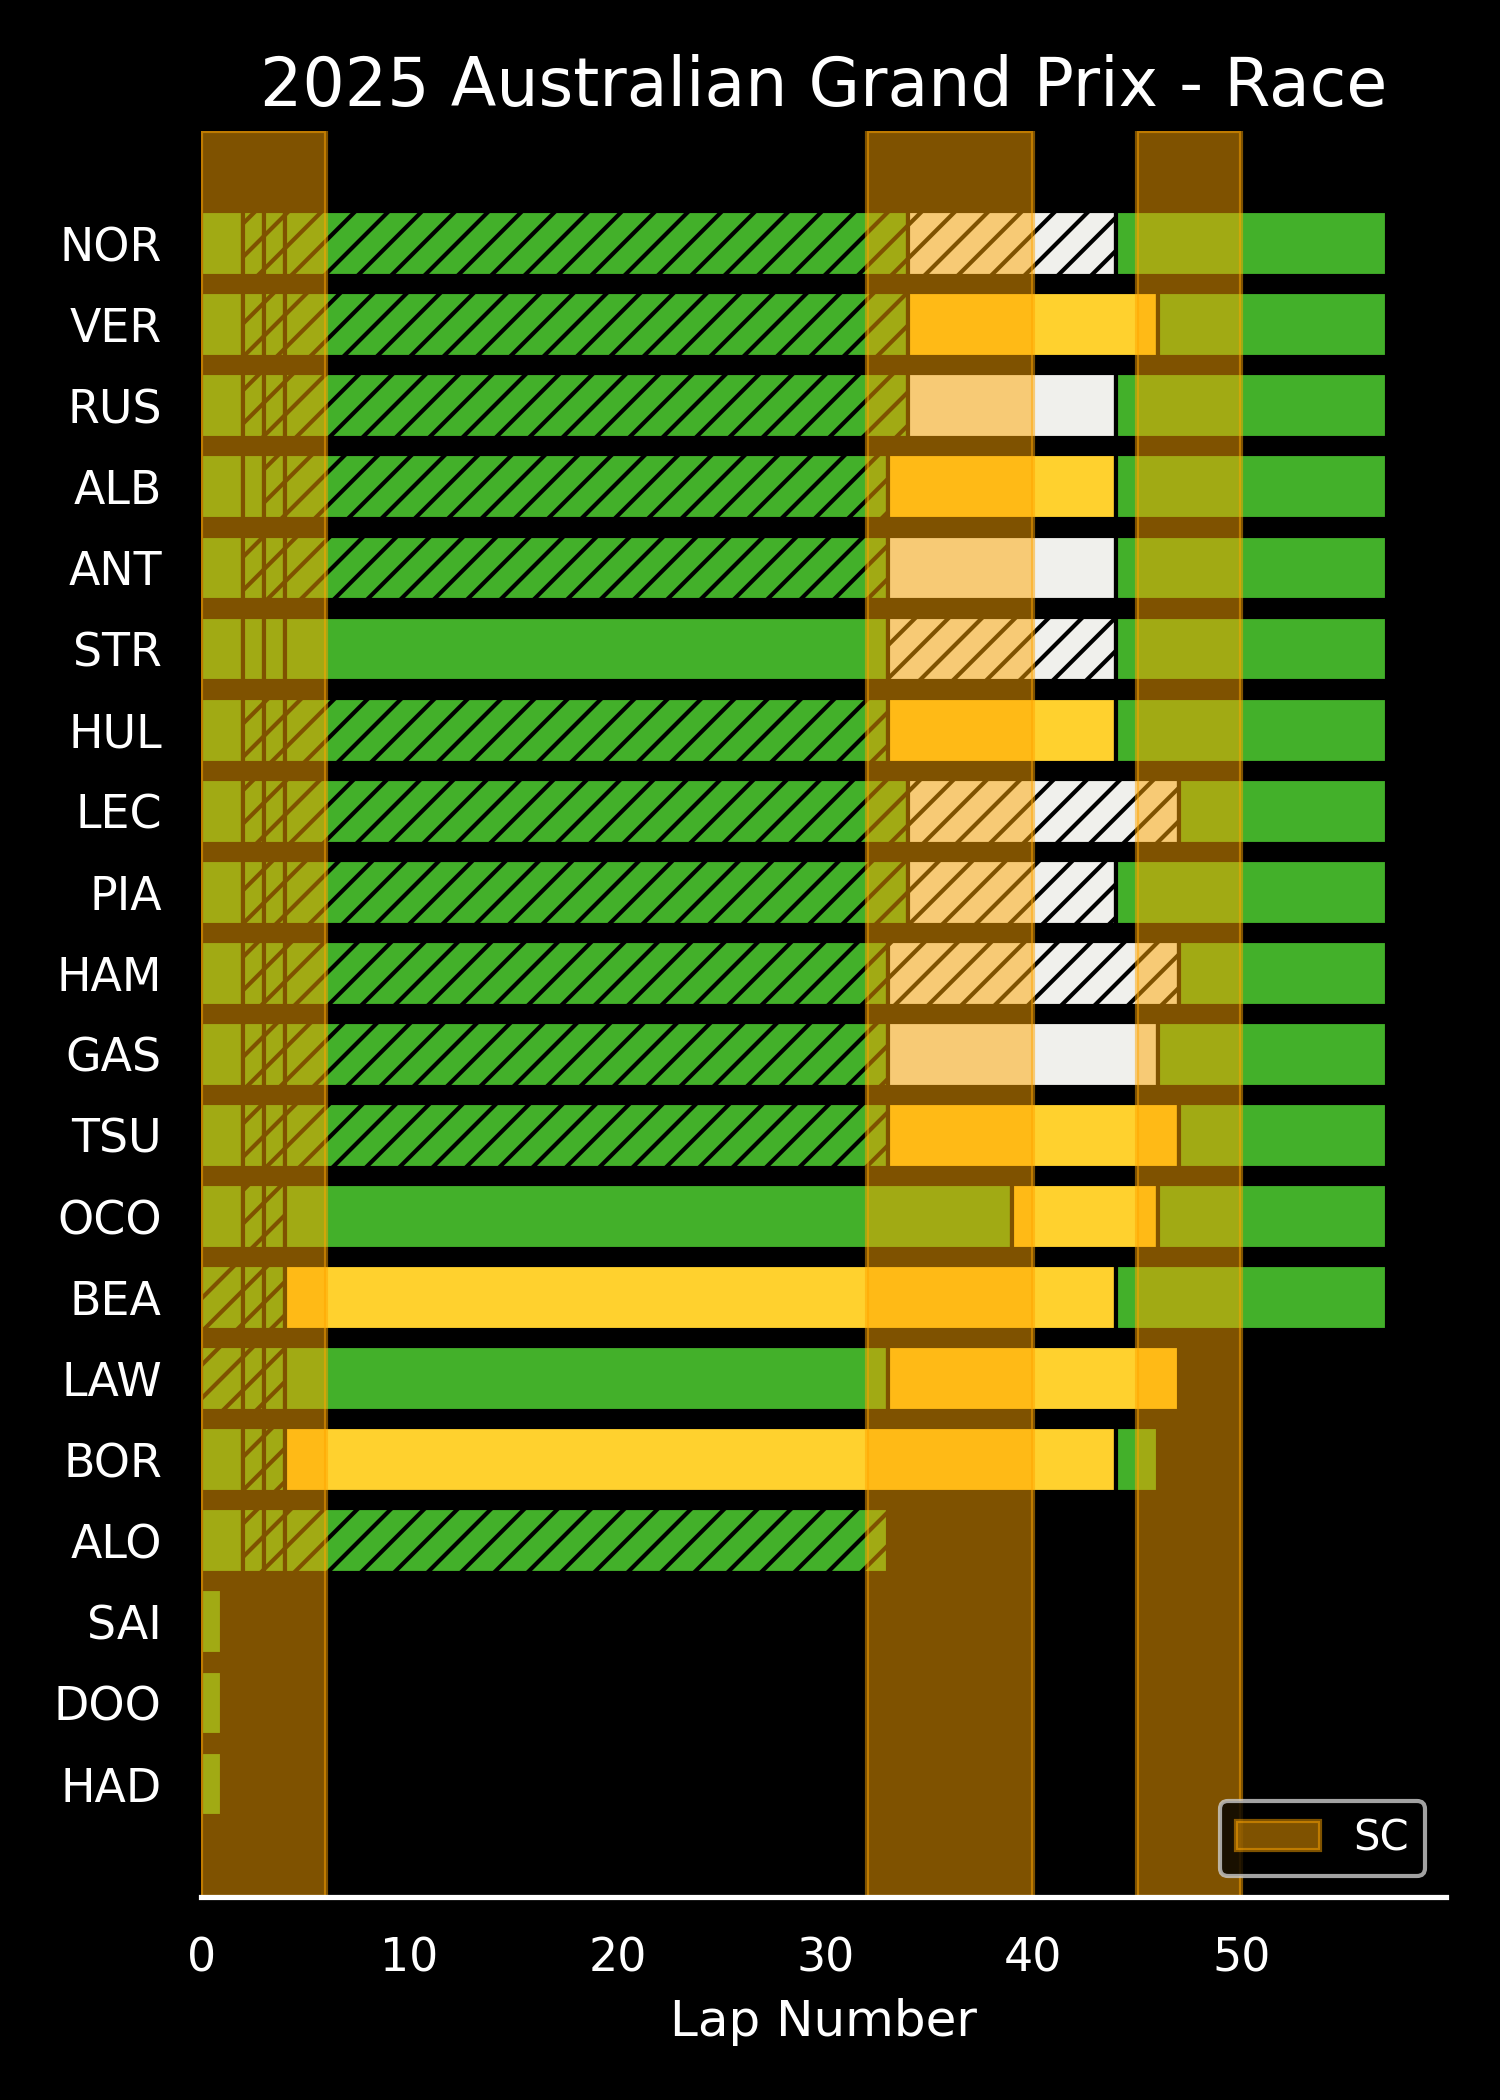 2025 Australian Grand Prix - Race
NOR
VER
RUS
ALB
ANT
STR
HUL
LEC
PIA
HAM
GAS
TSU
OCO
BEA
LAW
BOR
ALO
SAI
DOO
HAD
SC
0 10 20 30 40 50
Lap Number